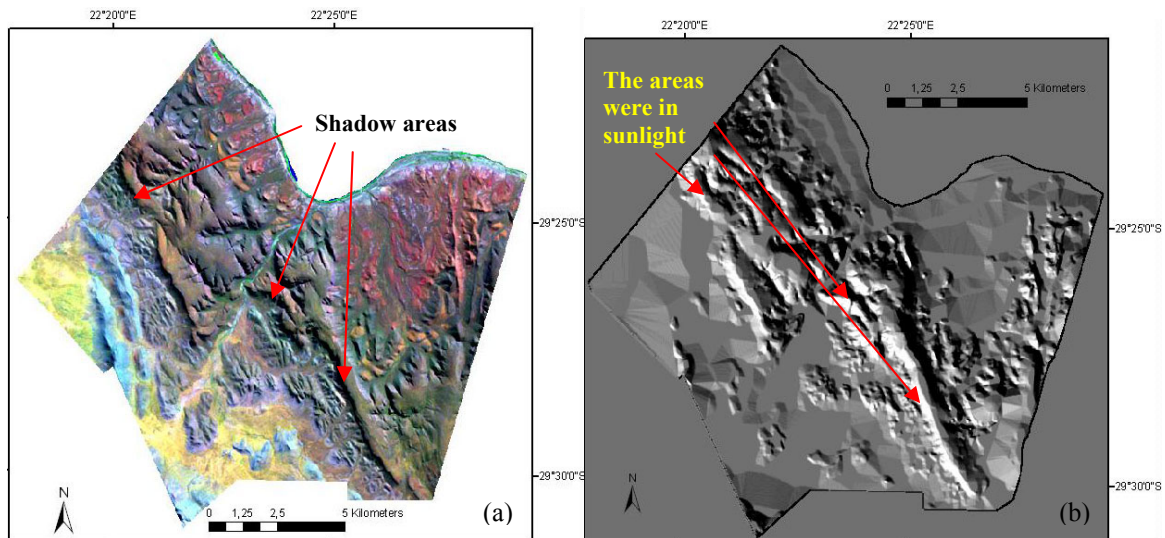 22°20'0"E
22°25'0"E
Shadow areas
29°25'0"S
29°30'0"S
N
0 1,25 2,5 5 Kilometers
(a)
22°20'0"E
22°25'0"E
The areas
were in
sunlight
0 1,25 2,5 5 Kilometers
29°25'0"S
29°30'0"S
N
(b)